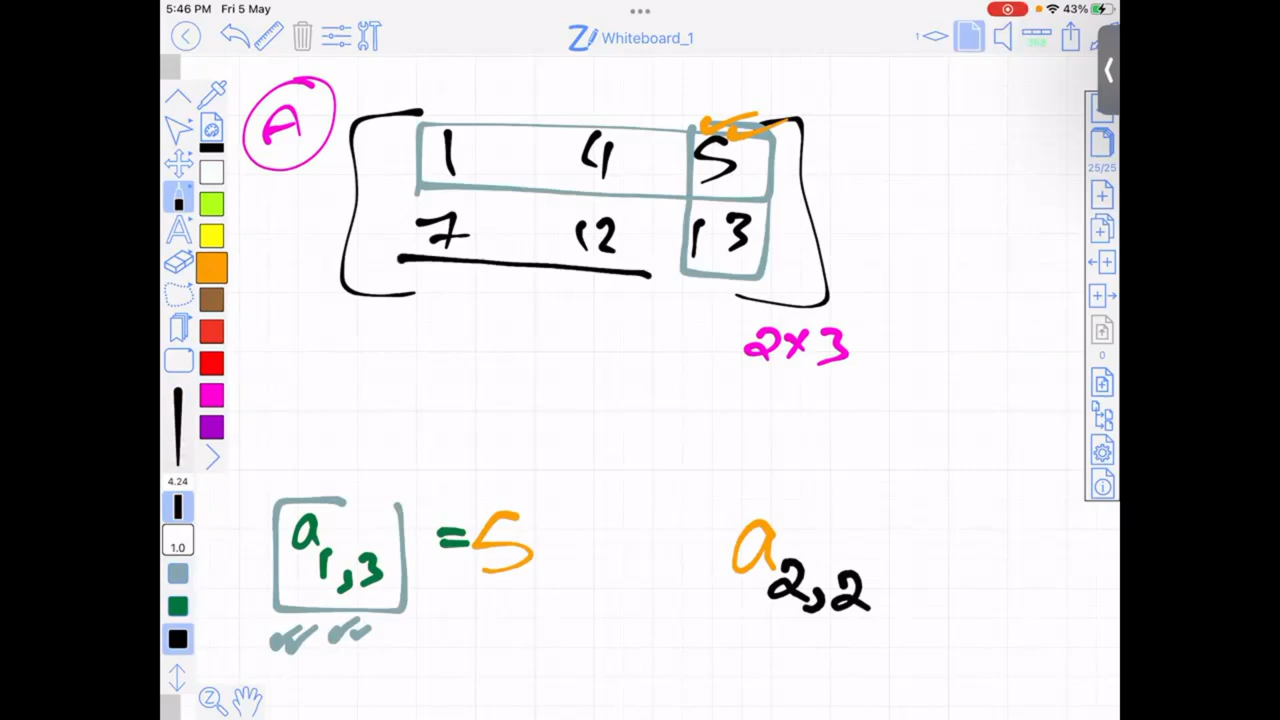 5:46 PM Fri 5 May
43%
Whiteboard_1
1
A
1 4 5
7 12 13
2×3
25/25
0
4.24
1.0
a1,3 = 5
a2,2